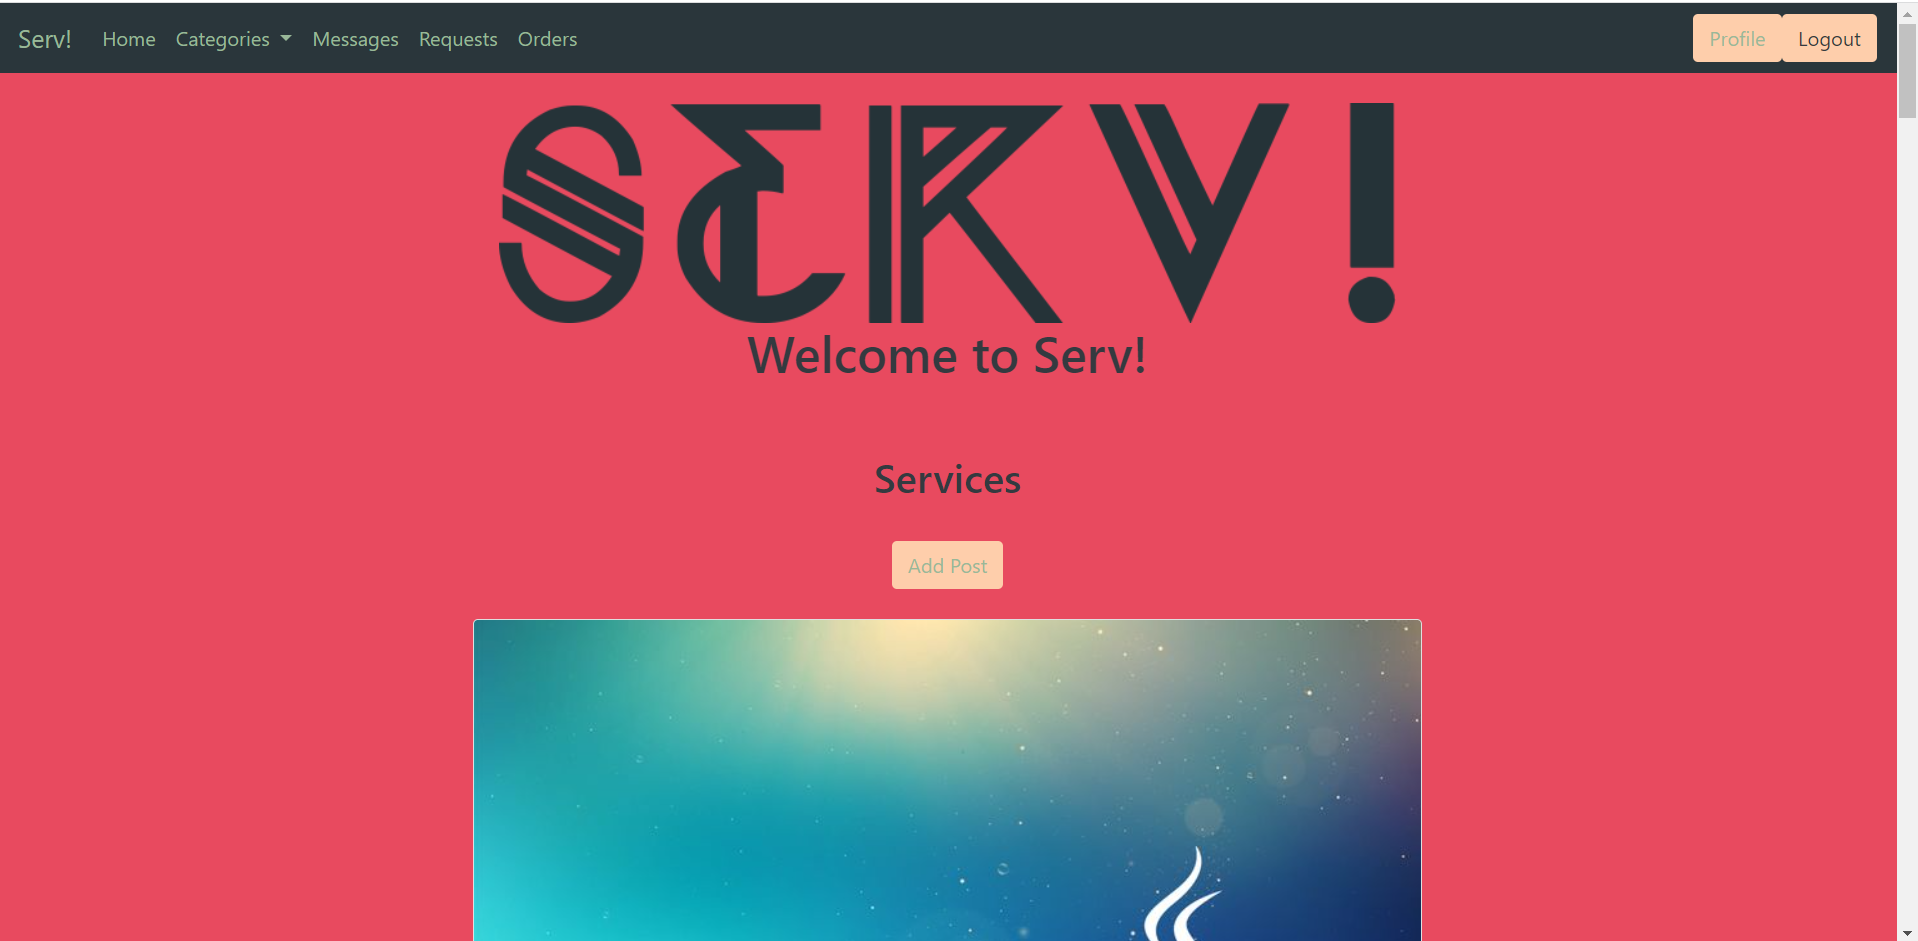 Serv! Home Categories Messages Requests Orders Profile Logout
SERV!
Welcome to Serv!
Services
Add Post